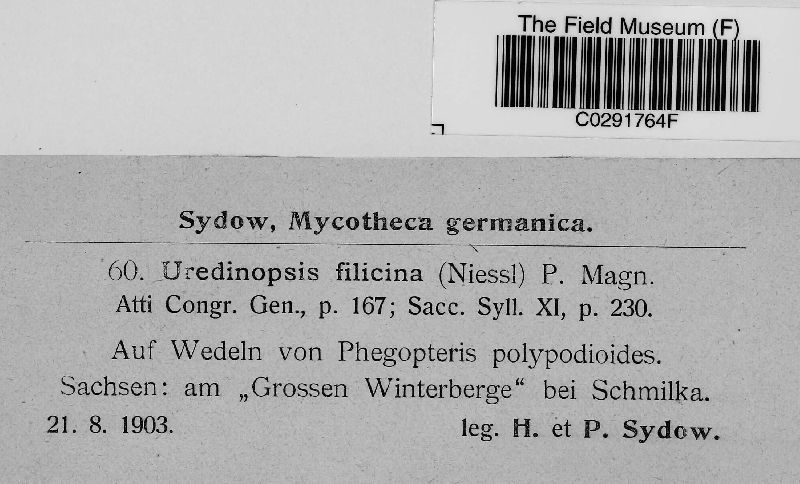 The Field Museum (F)
C0291764F
Sydow, Mycotheca germanica.
60. Uredinopsis filicina (Niessl) P. Magn.
Atti Congr. Gen., p. 167; Sacc. Syll. XI, p. 230.
Auf Wedeln von Phegopteris polypodioides.
Sachsen: am „Grossen Winterberge“ bei Schmilka.
21. 8. 1903. leg. H. et P. Sydow.